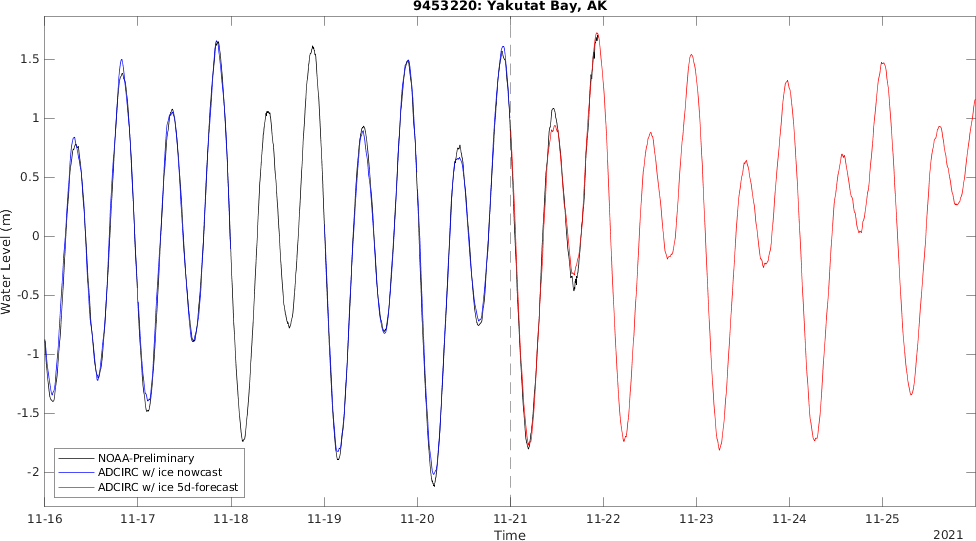 9453220: Yakutat Bay, AK
Water Level (m)
1.5
1
0.5
0
-0.5
-1
-1.5
-2
NOAA-Preliminary
ADCIRC w/ ice nowcast
ADCIRC w/ ice 5d-forecast
11-16 11-17 11-18 11-19 11-20 11-21 11-22 11-23 11-24 11-25
Time
2021